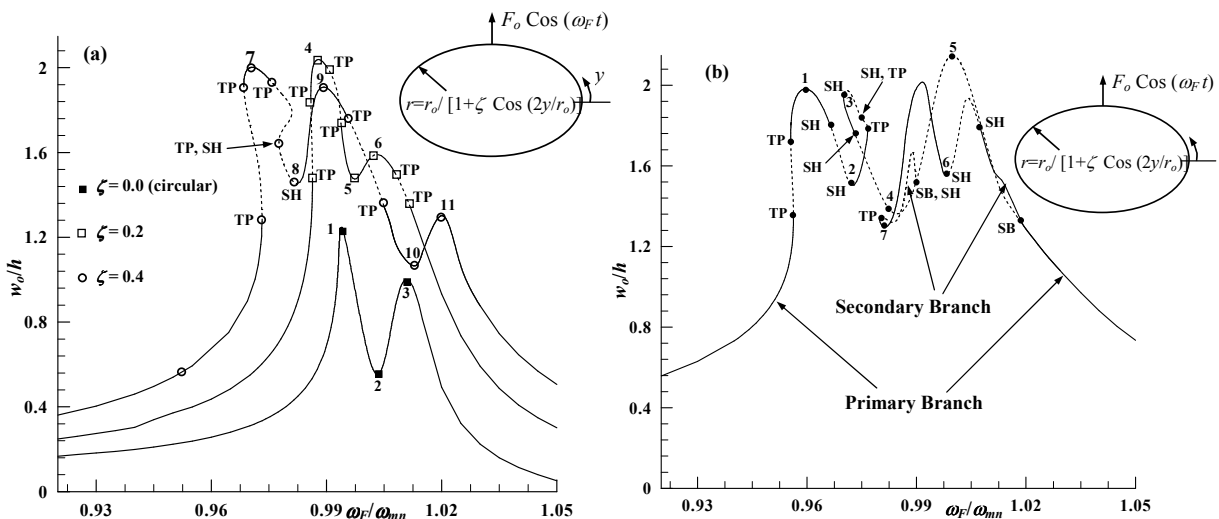 (a)
F_o Cos (ω_F t)
y
r=r_o/ [1+ζ Cos (2y/r_o)]
2
1.6
1.2
0.8
0.4
0
w_o/h
0.93
0.96
0.99
1.02
1.05
ω_F/ω_mn
7
TP
TP
TP, SH
TP
8
SH
4
TP
9
TP
TP
TP
TP
5
6
TP
TP
TP
10
11
1
2
3
■ ζ= 0.0 (circular)
□ ζ= 0.2
○ ζ= 0.4
(b)
F_o Cos (ω_F t)
r=r_o/ [1+ζ Cos (2y/r_o)]
2
1.6
1.2
0.8
0.4
0
w_o/h
0.93
0.96
0.99
1.02
1.05
ω_F/ω_mn
1
TP
TP
SH
SH
3
SH, TP
TP
SH
2
SH
4
TP
7
SB, SH
5
6
SH
SH
SB
Secondary Branch
Primary Branch